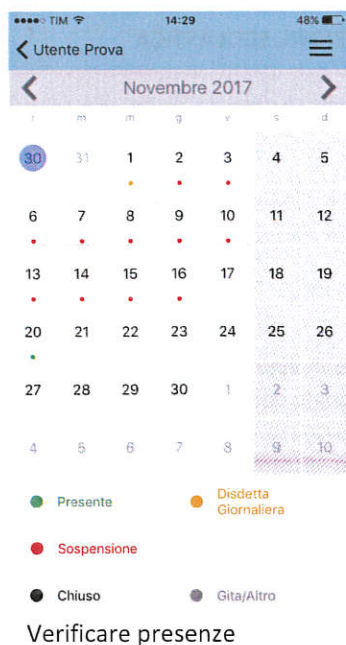 TIM 14:29 48%
Utente Prova
Novembre 2017
l m m g v s d
30 31 1 2 3 4 5
6 7 8 9 10 11 12
13 14 15 16 17 18 19
20 21 22 23 24 25 26
27 28 29 30 1 2 3
4 5 6 7 8 9 10
Presente
Disdetta
Giornaliera
Sospensione
Chiuso
Gita/Altro
Verificare presenze